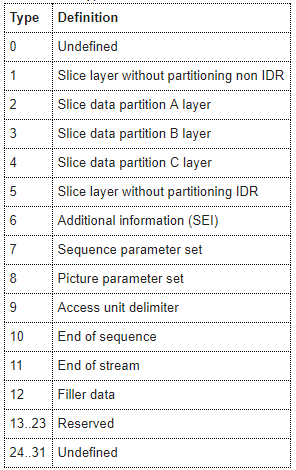 Type Definition
0 Undefined
1 Slice layer without partitioning non IDR
2 Slice data partition A layer
3 Slice data partition B layer
4 Slice data partition C layer
5 Slice layer without partitioning IDR
6 Additional information (SEI)
7 Sequence parameter set
8 Picture parameter set
9 Access unit delimiter
10 End of sequence
11 End of stream
12 Filler data
13..23 Reserved
24..31 Undefined